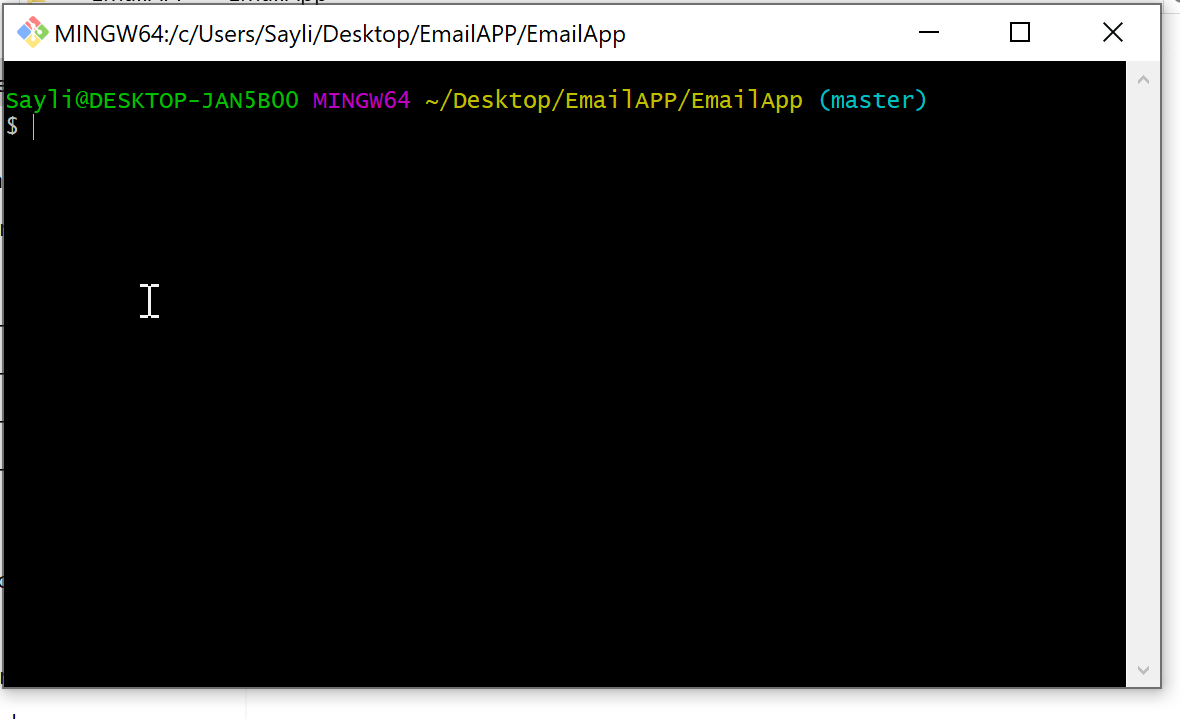 MINGW64:/c/Users/Sayli/Desktop/EmailAPP/EmailApp
Sayli@DESKTOP-JAN5BOO MINGW64 ~/Desktop/EmailAPP/EmailApp (master)
$